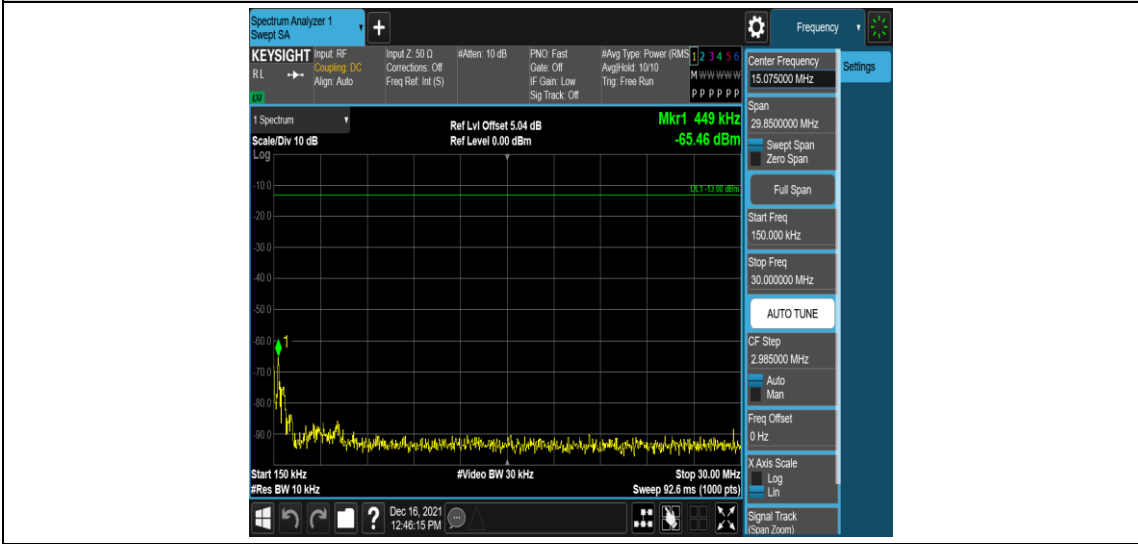 Spectrum Analyzer 1
Swept SA
+
Frequency
KEYSIGHT
RL
Input: RF
Coupling: DC
Align: Auto
Input Z: 50 Ω
Corrections: Off
Freq Ref: Int (S)
#Atten: 10 dB
PNO: Fast
Gate: Off
IF Gain: Low
Sig Track: Off
#Avg Type: Power (RMS
Avg|Hold: 10/10
Trig: Free Run
1 2 3 4 5 6
M W W W W W
P P P P P P
1 Spectrum
Scale/Div 10 dB
Log
Ref Lvl Offset 5.04 dB
Ref Level 0.00 dBm
Mkr1 449 kHz
-65.46 dBm
DL1 -13.00 dBm
-10.0
-20.0
-30.0
-40.0
-50.0
-60.0
1
-70.0
-80.0
-90.0
Start 150 kHz
#Res BW 10 kHz
#Video BW 30 kHz
Stop 30.00 MHz
Sweep 92.6 ms (1000 pts)
?
Dec 16, 2021
12:46:15 PM
Center Frequency
15.075000 MHz
Settings
Span
29.8500000 MHz
Swept Span
Zero Span
Full Span
Start Freq
150.000 kHz
Stop Freq
30.000000 MHz
AUTO TUNE
CF Step
2.985000 MHz
Auto
Man
Freq Offset
0 Hz
X Axis Scale
Log
Lin
Signal Track
(Span Zoom)